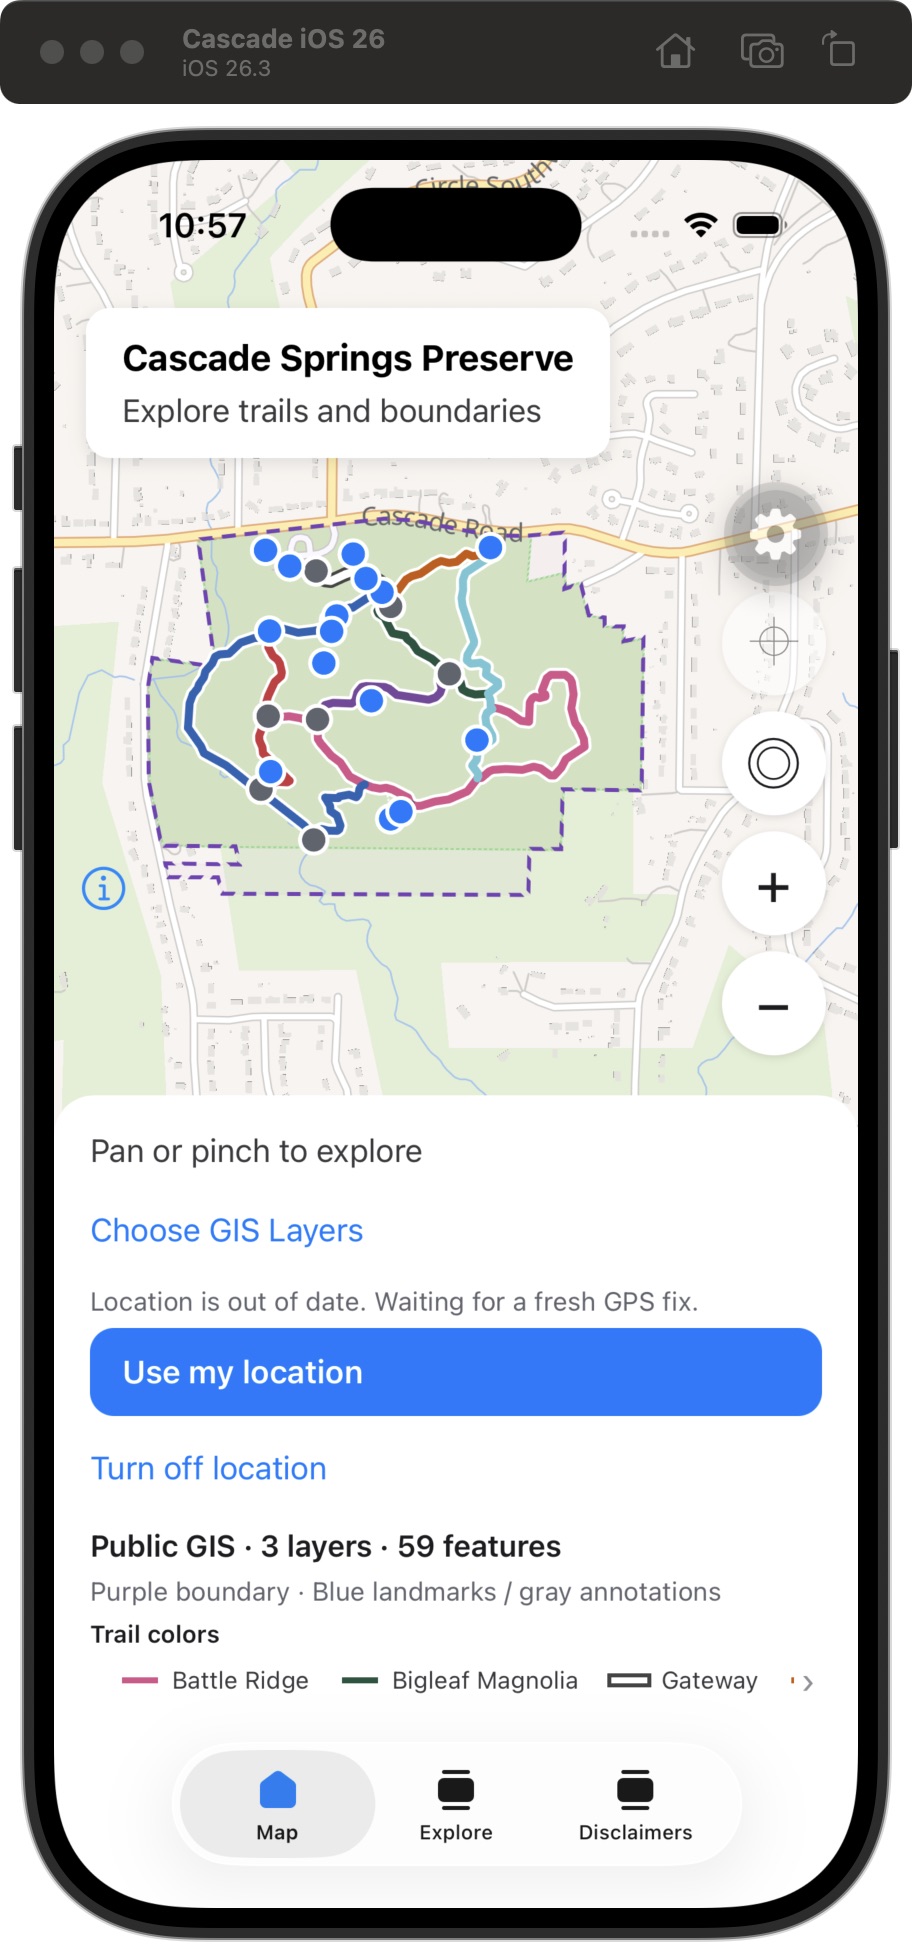 Cascade iOS 26
iOS 26.3
Circle South
10:57
Cascade Springs Preserve
Explore trails and boundaries
Cascade Road
+
−
Pan or pinch to explore
Choose GIS Layers
Location is out of date. Waiting for a fresh GPS fix.
Use my location
Turn off location
Public GIS · 3 layers · 59 features
Purple boundary · Blue landmarks / gray annotations
Trail colors
Battle Ridge Bigleaf Magnolia Gateway ›
Map Explore Disclaimers